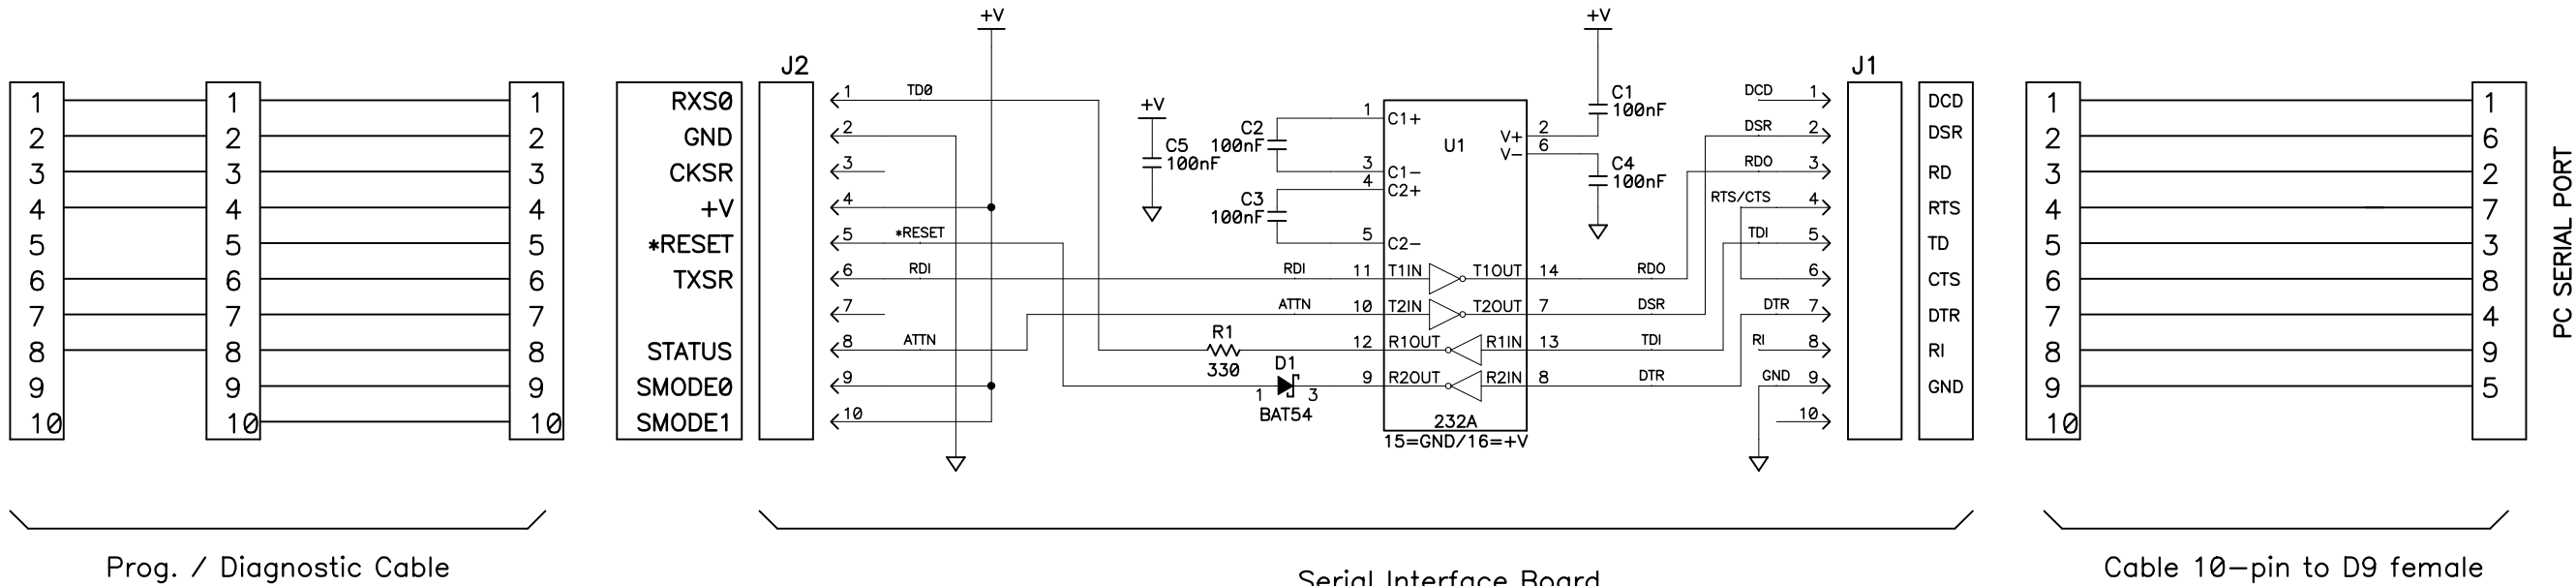 +V
+V
J2
J1
1 1 1 RXS0 1 TD0 DCD 1 DCD 1 1
2 2 2 GND 2 DSR 2 DSR 2 6
3 3 3 CKSR 3 RDO 3 RD 3 2
4 4 4 +V 4 RTS/CTS 4 RTS 4 7
5 5 5 *RESET 5 *RESET TDI 5 TD 5 3
6 6 6 TXSR 6 RDI RDI 11 T1IN T1OUT 14 RDO 6 CTS 6 8
7 7 7 7 ATTN 10 T2IN T2OUT 7 DSR DTR 7 DTR 7 4
8 8 8 STATUS 8 ATTN R1 330 12 R1OUT R1IN 13 TDI RI 8 RI 8 9
9 9 9 SMODE0 9 D1 1 3 BAT54 9 R2OUT R2IN 8 DTR GND 9 GND 9 5
10 10 10 SMODE1 10 10 10
+V
C5
100nF
C2
100nF
C3
100nF
1 C1+
3 C1-
4 C2+
5 C2-
U1
V+ 2
V- 6
C1
100nF
C4
100nF
232A
15=GND/16=+V
PC SERIAL PORT
Prog. / Diagnostic Cable
Serial Interface Board
Cable 10-pin to D9 female